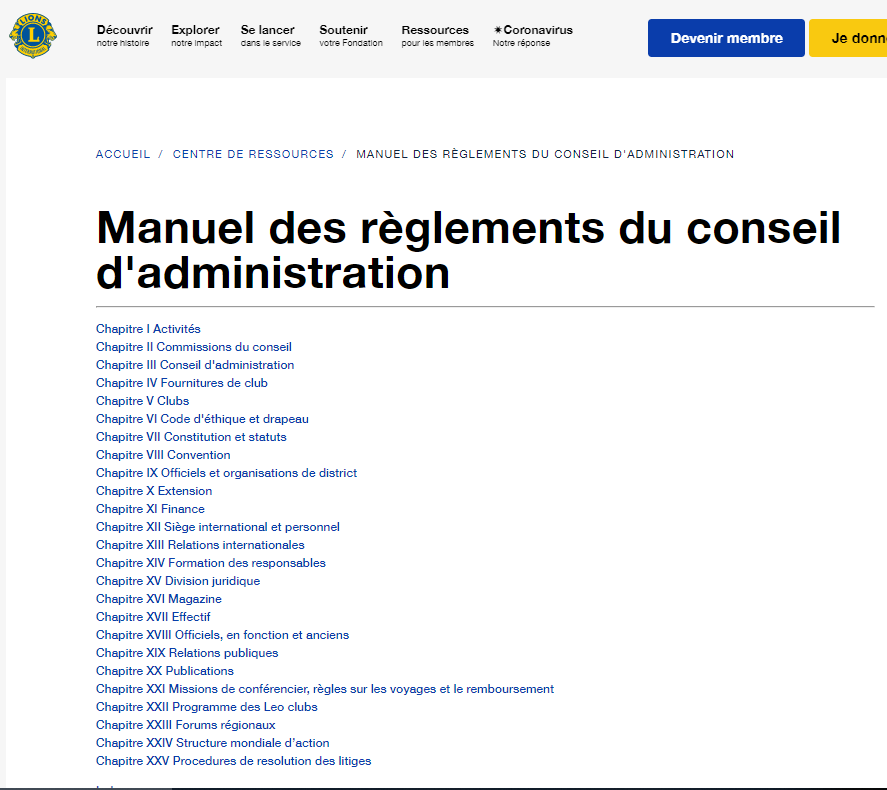 LIONS
L
INTERNATIONAL
Découvrir
notre histoire
Explorer
notre impact
Se lancer
dans le service
Soutenir
votre Fondation
Ressources
pour les membres
✴Coronavirus
Notre réponse
Devenir membre
Je donn
ACCUEIL / CENTRE DE RESSOURCES / MANUEL DES RÈGLEMENTS DU CONSEIL D'ADMINISTRATION
Manuel des règlements du conseil
d'administration
Chapitre I Activités
Chapitre II Commissions du conseil
Chapitre III Conseil d'administration
Chapitre IV Fournitures de club
Chapitre V Clubs
Chapitre VI Code d'éthique et drapeau
Chapitre VII Constitution et statuts
Chapitre VIII Convention
Chapitre IX Officiels et organisations de district
Chapitre X Extension
Chapitre XI Finance
Chapitre XII Siège international et personnel
Chapitre XIII Relations internationales
Chapitre XIV Formation des responsables
Chapitre XV Division juridique
Chapitre XVI Magazine
Chapitre XVII Effectif
Chapitre XVIII Officiels, en fonction et anciens
Chapitre XIX Relations publiques
Chapitre XX Publications
Chapitre XXI Missions de conférencier, règles sur les voyages et le remboursement
Chapitre XXII Programme des Leo clubs
Chapitre XXIII Forums régionaux
Chapitre XXIV Structure mondiale d’action
Chapitre XXV Procedures de resolution des litiges